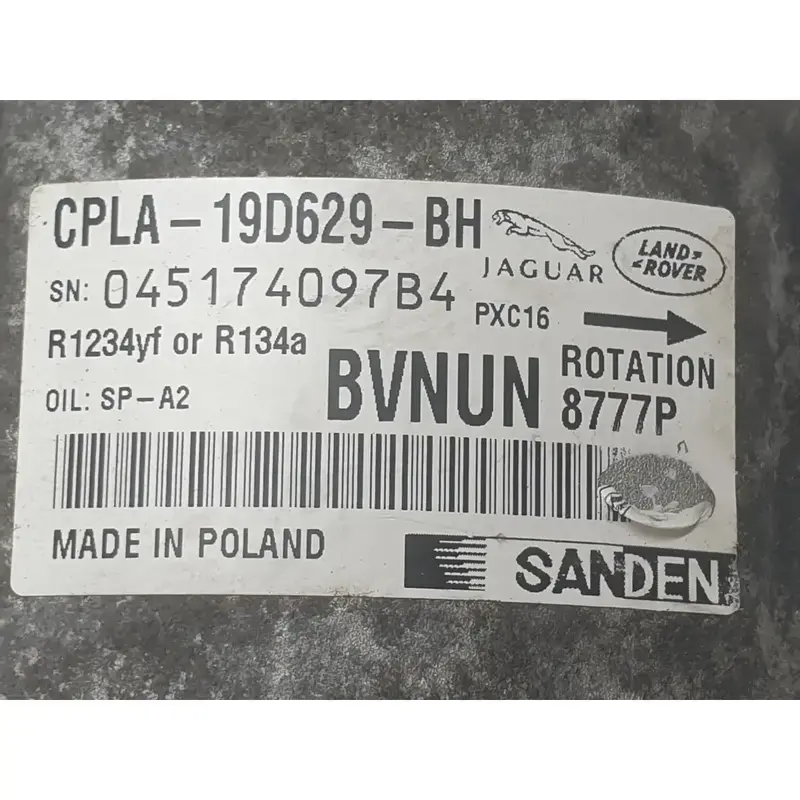 CPLA-19D629-BH
JAGUAR
LAND-
-ROVER
SN: 045174097B4
PXC16
R1234yf or R134a
BVNUN
ROTATION
OIL: SP-A2
8777P
MADE IN POLAND
SANDEN